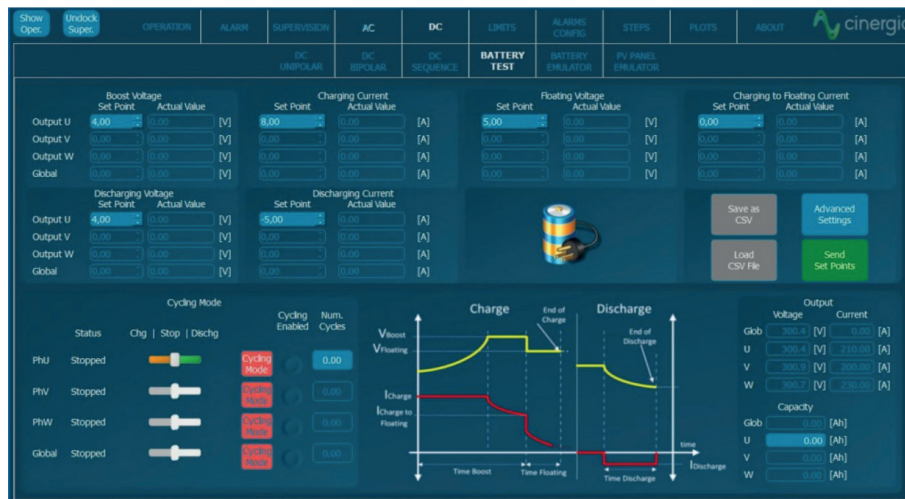 Show Oper.
Undock Super.
OPERATION
ALARM
SUPERVISION
AC
DC
LIMITS
ALARMS CONFIG
STEPS
PLOTS
ABOUT
cinergia
DC UNIPOLAR
DC BIPOLAR
DC SEQUENCE
BATTERY TEST
BATTERY EMULATOR
PV PANEL EMULATOR
Boost Voltage
Set Point Actual Value
Output U 4,00 0,00 [V]
Output V 0,00 0,00 [V]
Output W 0,00 0,00 [V]
Global 0,00 0,00 [V]
Charging Current
Set Point Actual Value
8,00 0,00 [A]
0,00 0,00 [A]
0,00 0,00 [A]
0,00 0,00 [A]
Floating Voltage
Set Point Actual Value
5,00 0,00 [V]
0,00 0,00 [V]
0,00 0,00 [V]
0,00 0,00 [V]
Charging to Floating Current
Set Point Actual Value
0,00 0,00 [A]
0,00 0,00 [A]
0,00 0,00 [A]
0,00 0,00 [A]
Discharging Voltage
Set Point Actual Value
Output U 4,00 0,00 [V]
Output V 0,00 0,00 [V]
Output W 0,00 0,00 [V]
Global 0,00 0,00 [V]
Discharging Current
Set Point Actual Value
-5,00 0,00 [A]
0,00 0,00 [A]
0,00 0,00 [A]
0,00 0,00 [A]
Save as CSV
Advanced Settings
Load CSV File
Send Set Points
Cycling Mode
Status Chg | Stop | Dischg
Cycling Enabled
Num. Cycles
PhU Stopped Cycling Mode 0.00
PhV Stopped Cycling Mode 0.00
PhW Stopped Cycling Mode 0.00
Global Stopped Cycling Mode 0.00
Charge
End of Charge
Discharge
End of Discharge
VBoost
VFloating
ICharge
ICharge to Floating
time
IDischarge
Time Boost
Time Floating
Time Discharge
Output
Voltage Current
Glob 300.4 [V] 0.00 [A]
U 300.4 [V] 210.00 [A]
V 300.9 [V] 200.00 [A]
W 300.7 [V] 230.00 [A]
Capacity
Glob 0.00 [Ah]
U 0.00 [Ah]
V 0.00 [Ah]
W 0.00 [Ah]